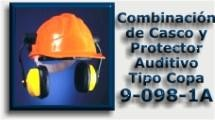 Combinación
de Casco y
Protector
Auditivo
Tipo Copa
9-098-1A